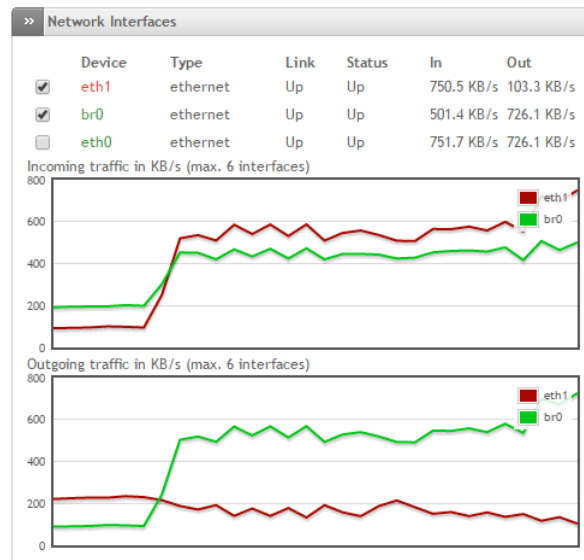 » Network Interfaces
Device Type Link Status In Out
eth1 ethernet Up Up 750.5 KB/s 103.3 KB/s
br0 ethernet Up Up 501.4 KB/s 726.1 KB/s
eth0 ethernet Up Up 751.7 KB/s 726.1 KB/s
Incoming traffic in KB/s (max. 6 interfaces)
800
eth1
600
br0
400
200
0
Outgoing traffic in KB/s (max. 6 interfaces)
800
eth1
600
br0
400
200
0